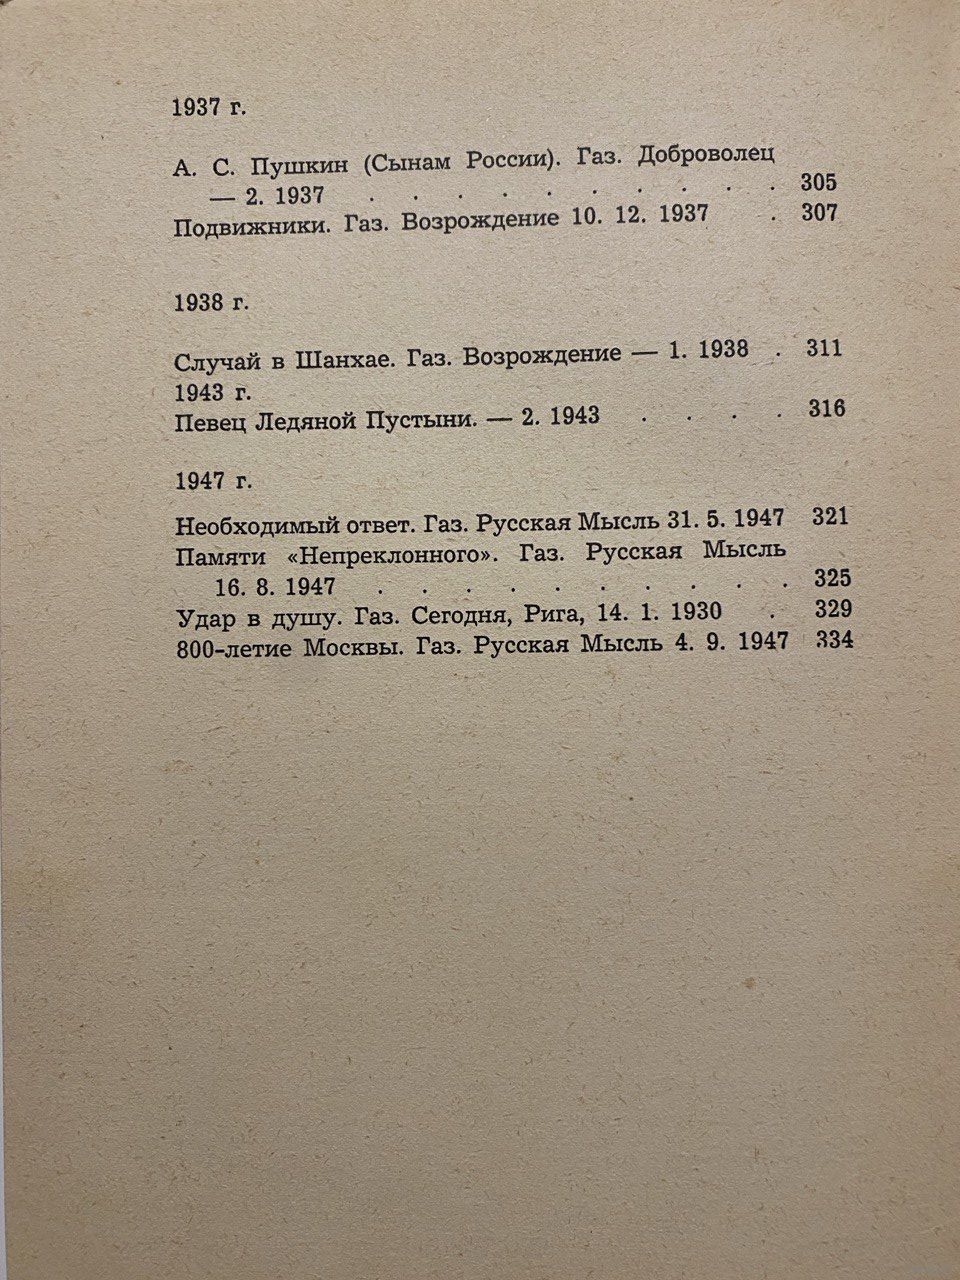 1937 г.
А. С. Пушкин (Сынам России). Газ. Доброволец
— 2. 1937 . . . . . . . . . . 305
Подвижники. Газ. Возрождение 10. 12. 1937 . 307
1938 г.
Случай в Шанхае. Газ. Возрождение — 1. 1938 . 311
1943 г.
Певец Ледяной Пустыни. — 2. 1943 . . . . 316
1947 г.
Необходимый ответ. Газ. Русская Мысль 31. 5. 1947 321
Памяти «Непреклонного». Газ. Русская Мысль
16. 8. 1947 . . . . . . . . . . 325
Удар в душу. Газ. Сегодня, Рига, 14. 1. 1930 . 329
800-летие Москвы. Газ. Русская Мысль 4. 9. 1947 334